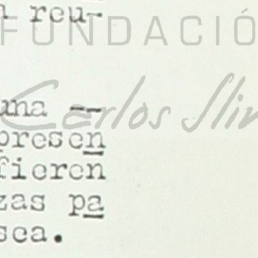 reu-
FUNDACIÓ
una --
Carlos Slim
presen
fieren
zas pa
sea.